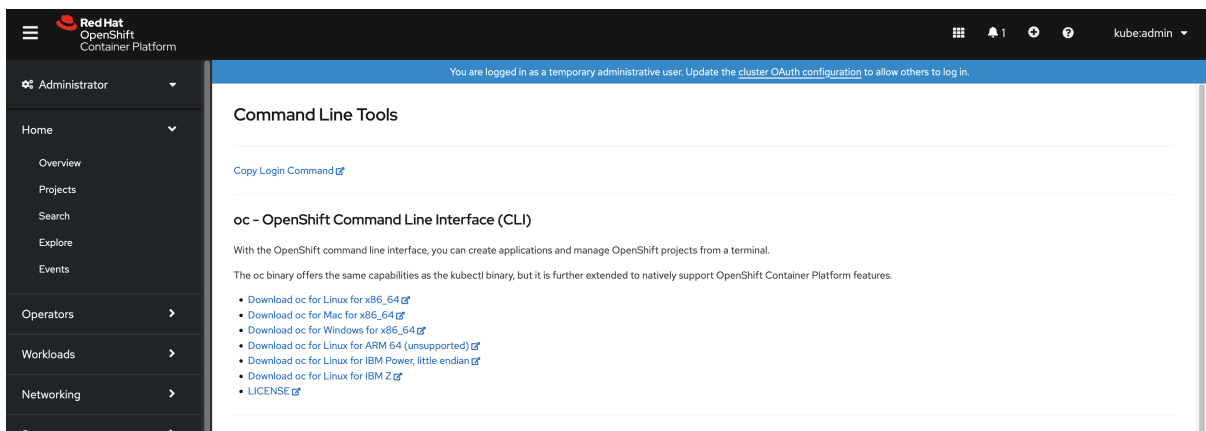 Red Hat
OpenShift
Container Platform
1
kube:admin
Administrator
You are logged in as a temporary administrative user. Update the cluster OAuth configuration to allow others to log in.
Home
Overview
Projects
Search
Explore
Events
Operators
Workloads
Networking
Command Line Tools
Copy Login Command
oc - OpenShift Command Line Interface (CLI)
With the OpenShift command line interface, you can create applications and manage OpenShift projects from a terminal.
The oc binary offers the same capabilities as the kubectl binary, but it is further extended to natively support OpenShift Container Platform features.
• Download oc for Linux for x86_64
• Download oc for Mac for x86_64
• Download oc for Windows for x86_64
• Download oc for Linux for ARM 64 (unsupported)
• Download oc for Linux for IBM Power, little endian
• Download oc for Linux for IBM Z
• LICENSE